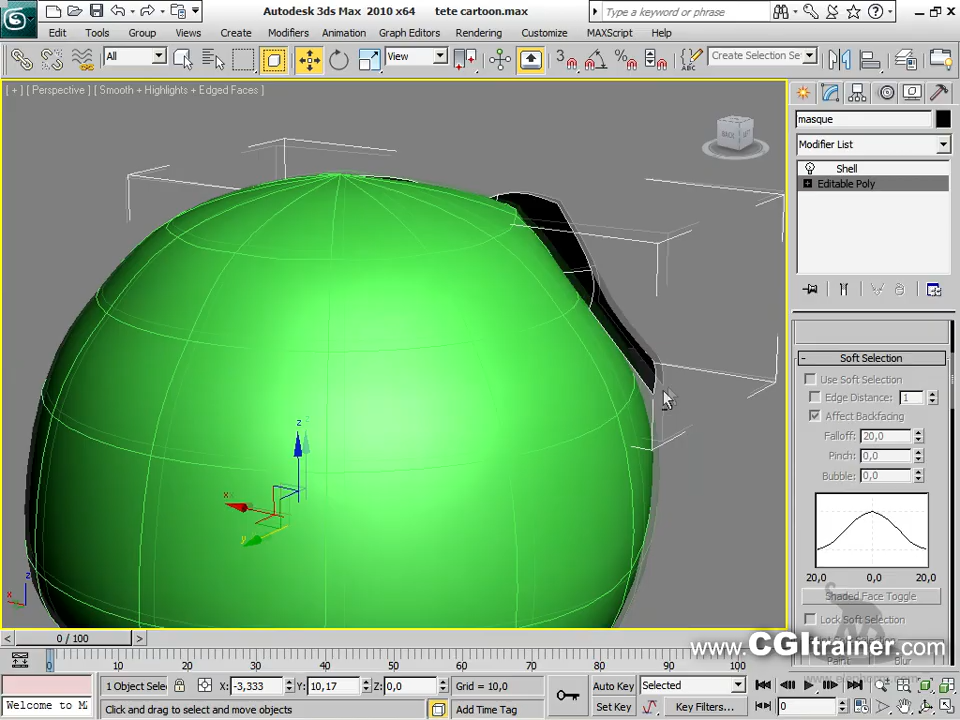 Autodesk 3ds Max 2010 x64 tete cartoon.max
Type a keyword or phrase
Edit Tools Group Views Create Modifiers Animation Graph Editors Rendering Customize MAXScript Help
All View 3 Create Selection Se
[ + ] [ Perspective ] [ Smooth + Highlights + Edged Faces ]
masque
Modifier List
Shell
Editable Poly
BACK
Soft Selection
Use Soft Selection
Edge Distance: 1
Affect Backfacing
Falloff: 20,0
Pinch: 0,0
Bubble: 0,0
20,0 0,0 20,0
Shaded Face Toggle
Lock Soft Selection
Paint Blur
z
x
y
z
x
www.CGItrainer.com
0 / 100
0 10 20 30 40 50 60 70 80 90 100
1 Object Selec X: -3,333 Y: 10,17 Z: 0,0 Grid = 10,0 Auto Key Selected
Welcome to M Click and drag to select and move objects Add Time Tag Set Key Key Filters... 0